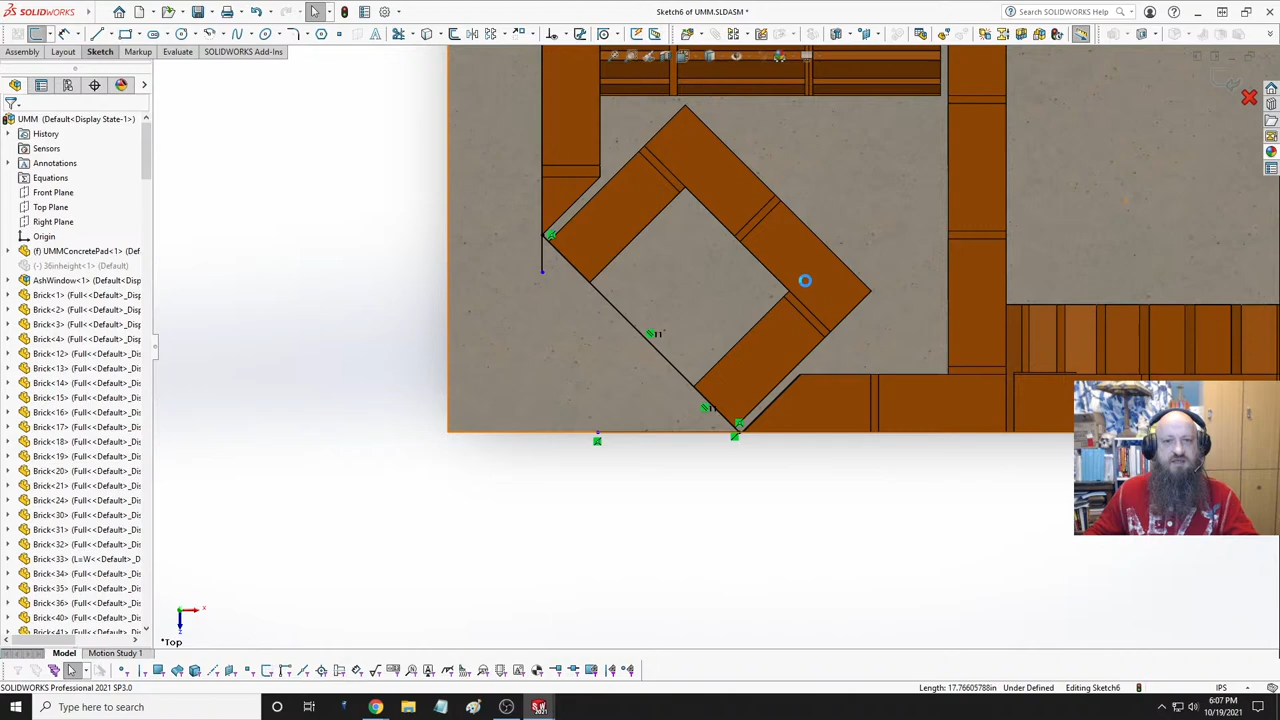 SOLIDWORKS
Sketch6 of UMM.SLDASM *
Search SOLIDWORKS Help
Assembly
Layout
Sketch
Markup
Evaluate
SOLIDWORKS Add-Ins
UMM (Default<Display State-1>)
History
Sensors
Annotations
Equations
Front Plane
Top Plane
Right Plane
Origin
(f) UMMConcretePad<1> (Def
(-) 36inheight<1> (Default)
AshWindow<1> (Default<Disp
Brick<1> (Full<<Default>_Displ
Brick<2> (Full<<Default>_Displ
Brick<3> (Full<<Default>_Displ
Brick<4> (Full<<Default>_Displ
Brick<12> (Full<<Default>_Dis
Brick<13> (Full<<Default>_Dis
Brick<14> (Full<<Default>_Dis
Brick<15> (Full<<Default>_Dis
Brick<16> (Full<<Default>_Dis
Brick<17> (Full<<Default>_Dis
Brick<18> (Full<<Default>_Dis
Brick<19> (Full<<Default>_Dis
Brick<20> (Full<<Default>_Dis
Brick<21> (Full<<Default>_Dis
Brick<24> (Full<<Default>_Dis
Brick<30> (Full<<Default>_Dis
Brick<31> (Full<<Default>_Dis
Brick<32> (Full<<Default>_Dis
Brick<33> (L=W<<Default>_D
Brick<34> (Full<<Default>_Dis
Brick<35> (Full<<Default>_Dis
Brick<36> (Full<<Default>_Dis
Brick<40> (Full<<Default>_Dis
Brick<41> (Full<<Default>_Dis
x
z
*Top
Model
Motion Study 1
SOLIDWORKS Professional 2021 SP3.0
Length: 17.76605788in
Under Defined
Editing Sketch6
IPS
Type here to search
6:07 PM
10/19/2021